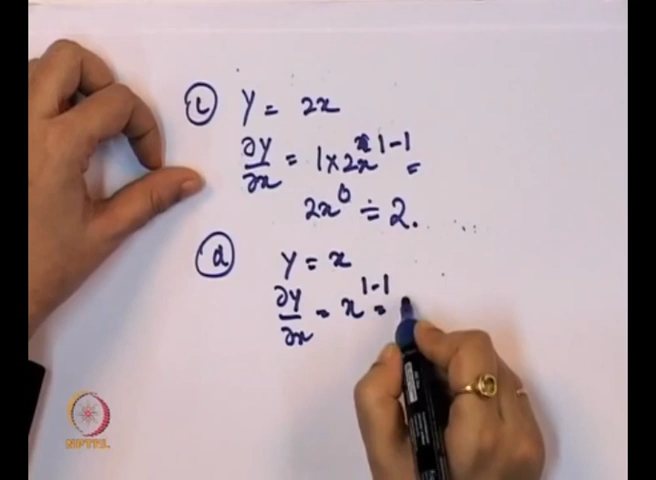 ⓒ Y = 2x
∂Y/∂x = 1 × 2x^1-1 =
2x^0 ÷ 2.
ⓓ Y = x
∂Y/∂x = x^1-1 =
NPTEL